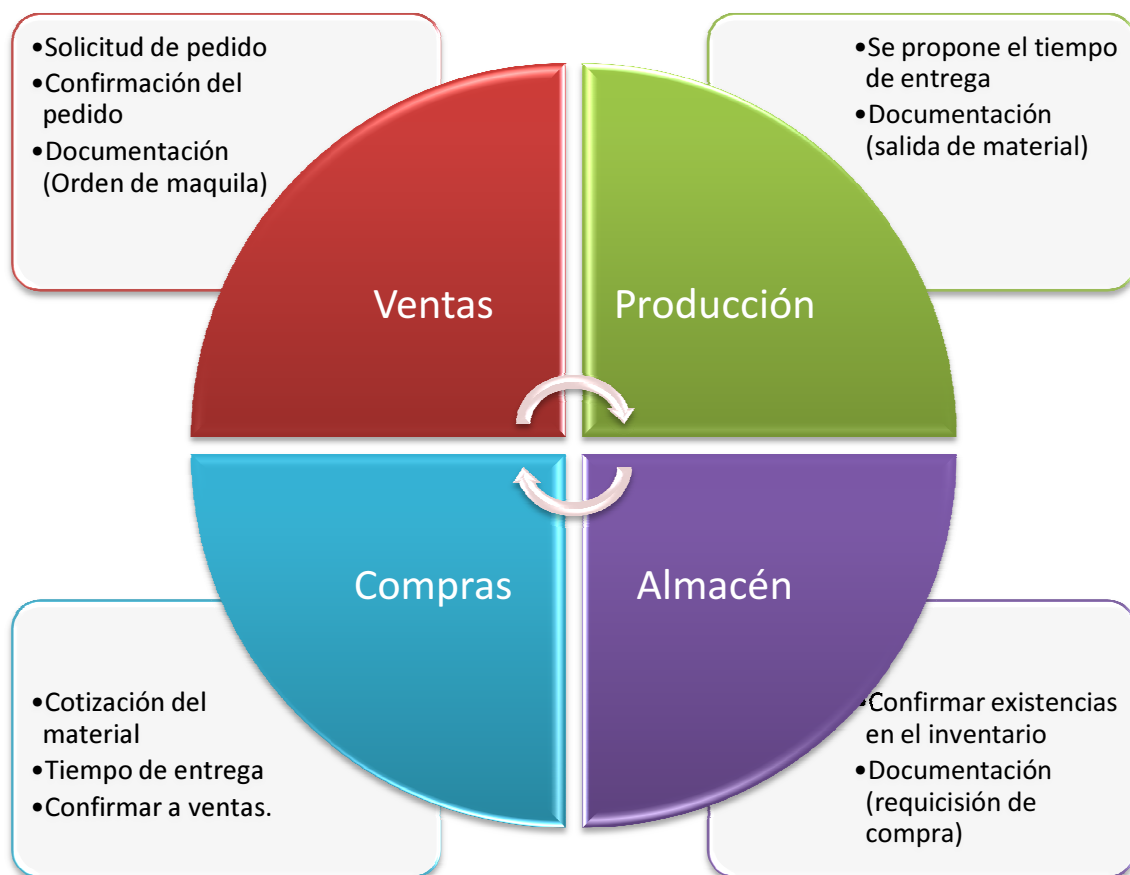 •Solicitud de pedido
•Confirmación del
pedido
•Documentación
(Orden de maquila)
•Se propone el tiempo
de entrega
•Documentación
(salida de material)
Ventas
Producción
Compras
Almacén
•Cotización del
material
•Tiempo de entrega
•Confirmar a ventas.
•Confirmar existencias
en el inventario
•Documentación
(requicisión de
compra)